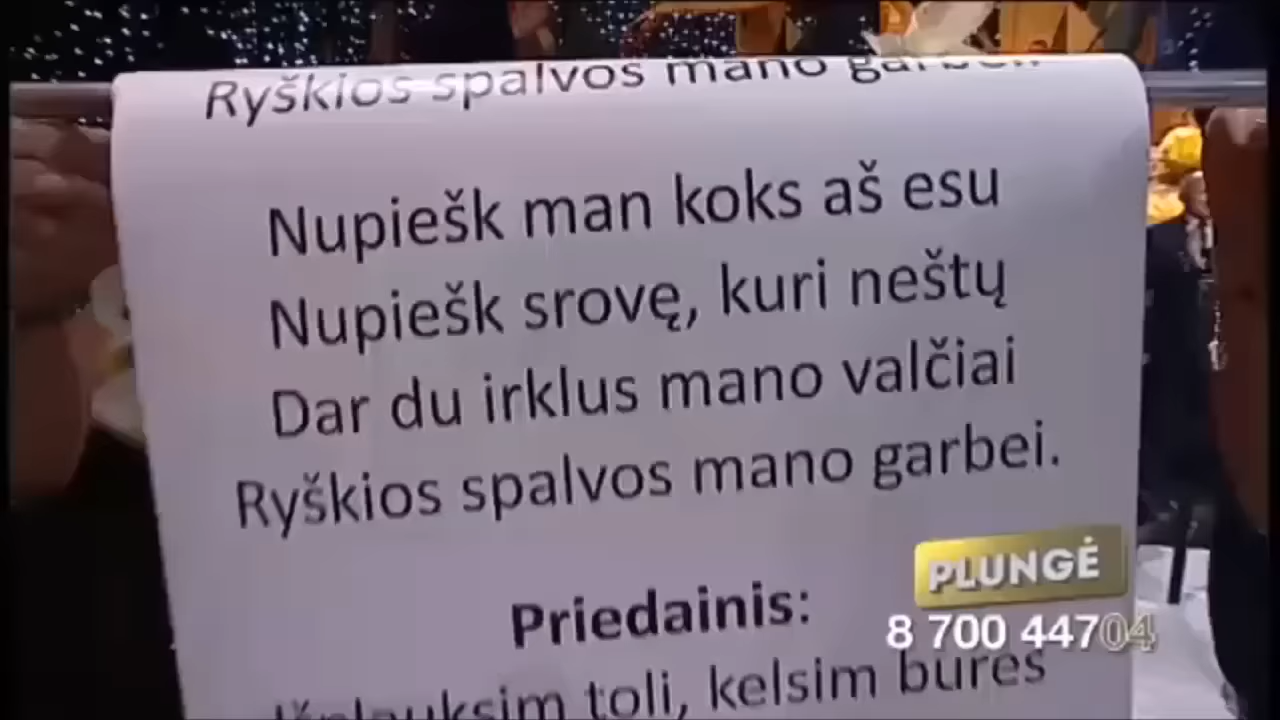 Ryškios spalvos mano
Nupiešk man koks aš esu
Nupiešk srovę, kuri neštų
Dar du irklus mano valčiai
Ryškios spalvos mano garbei.
Priedainis:
toli, kelsim bures
PLUNGĖ
8 700 44704